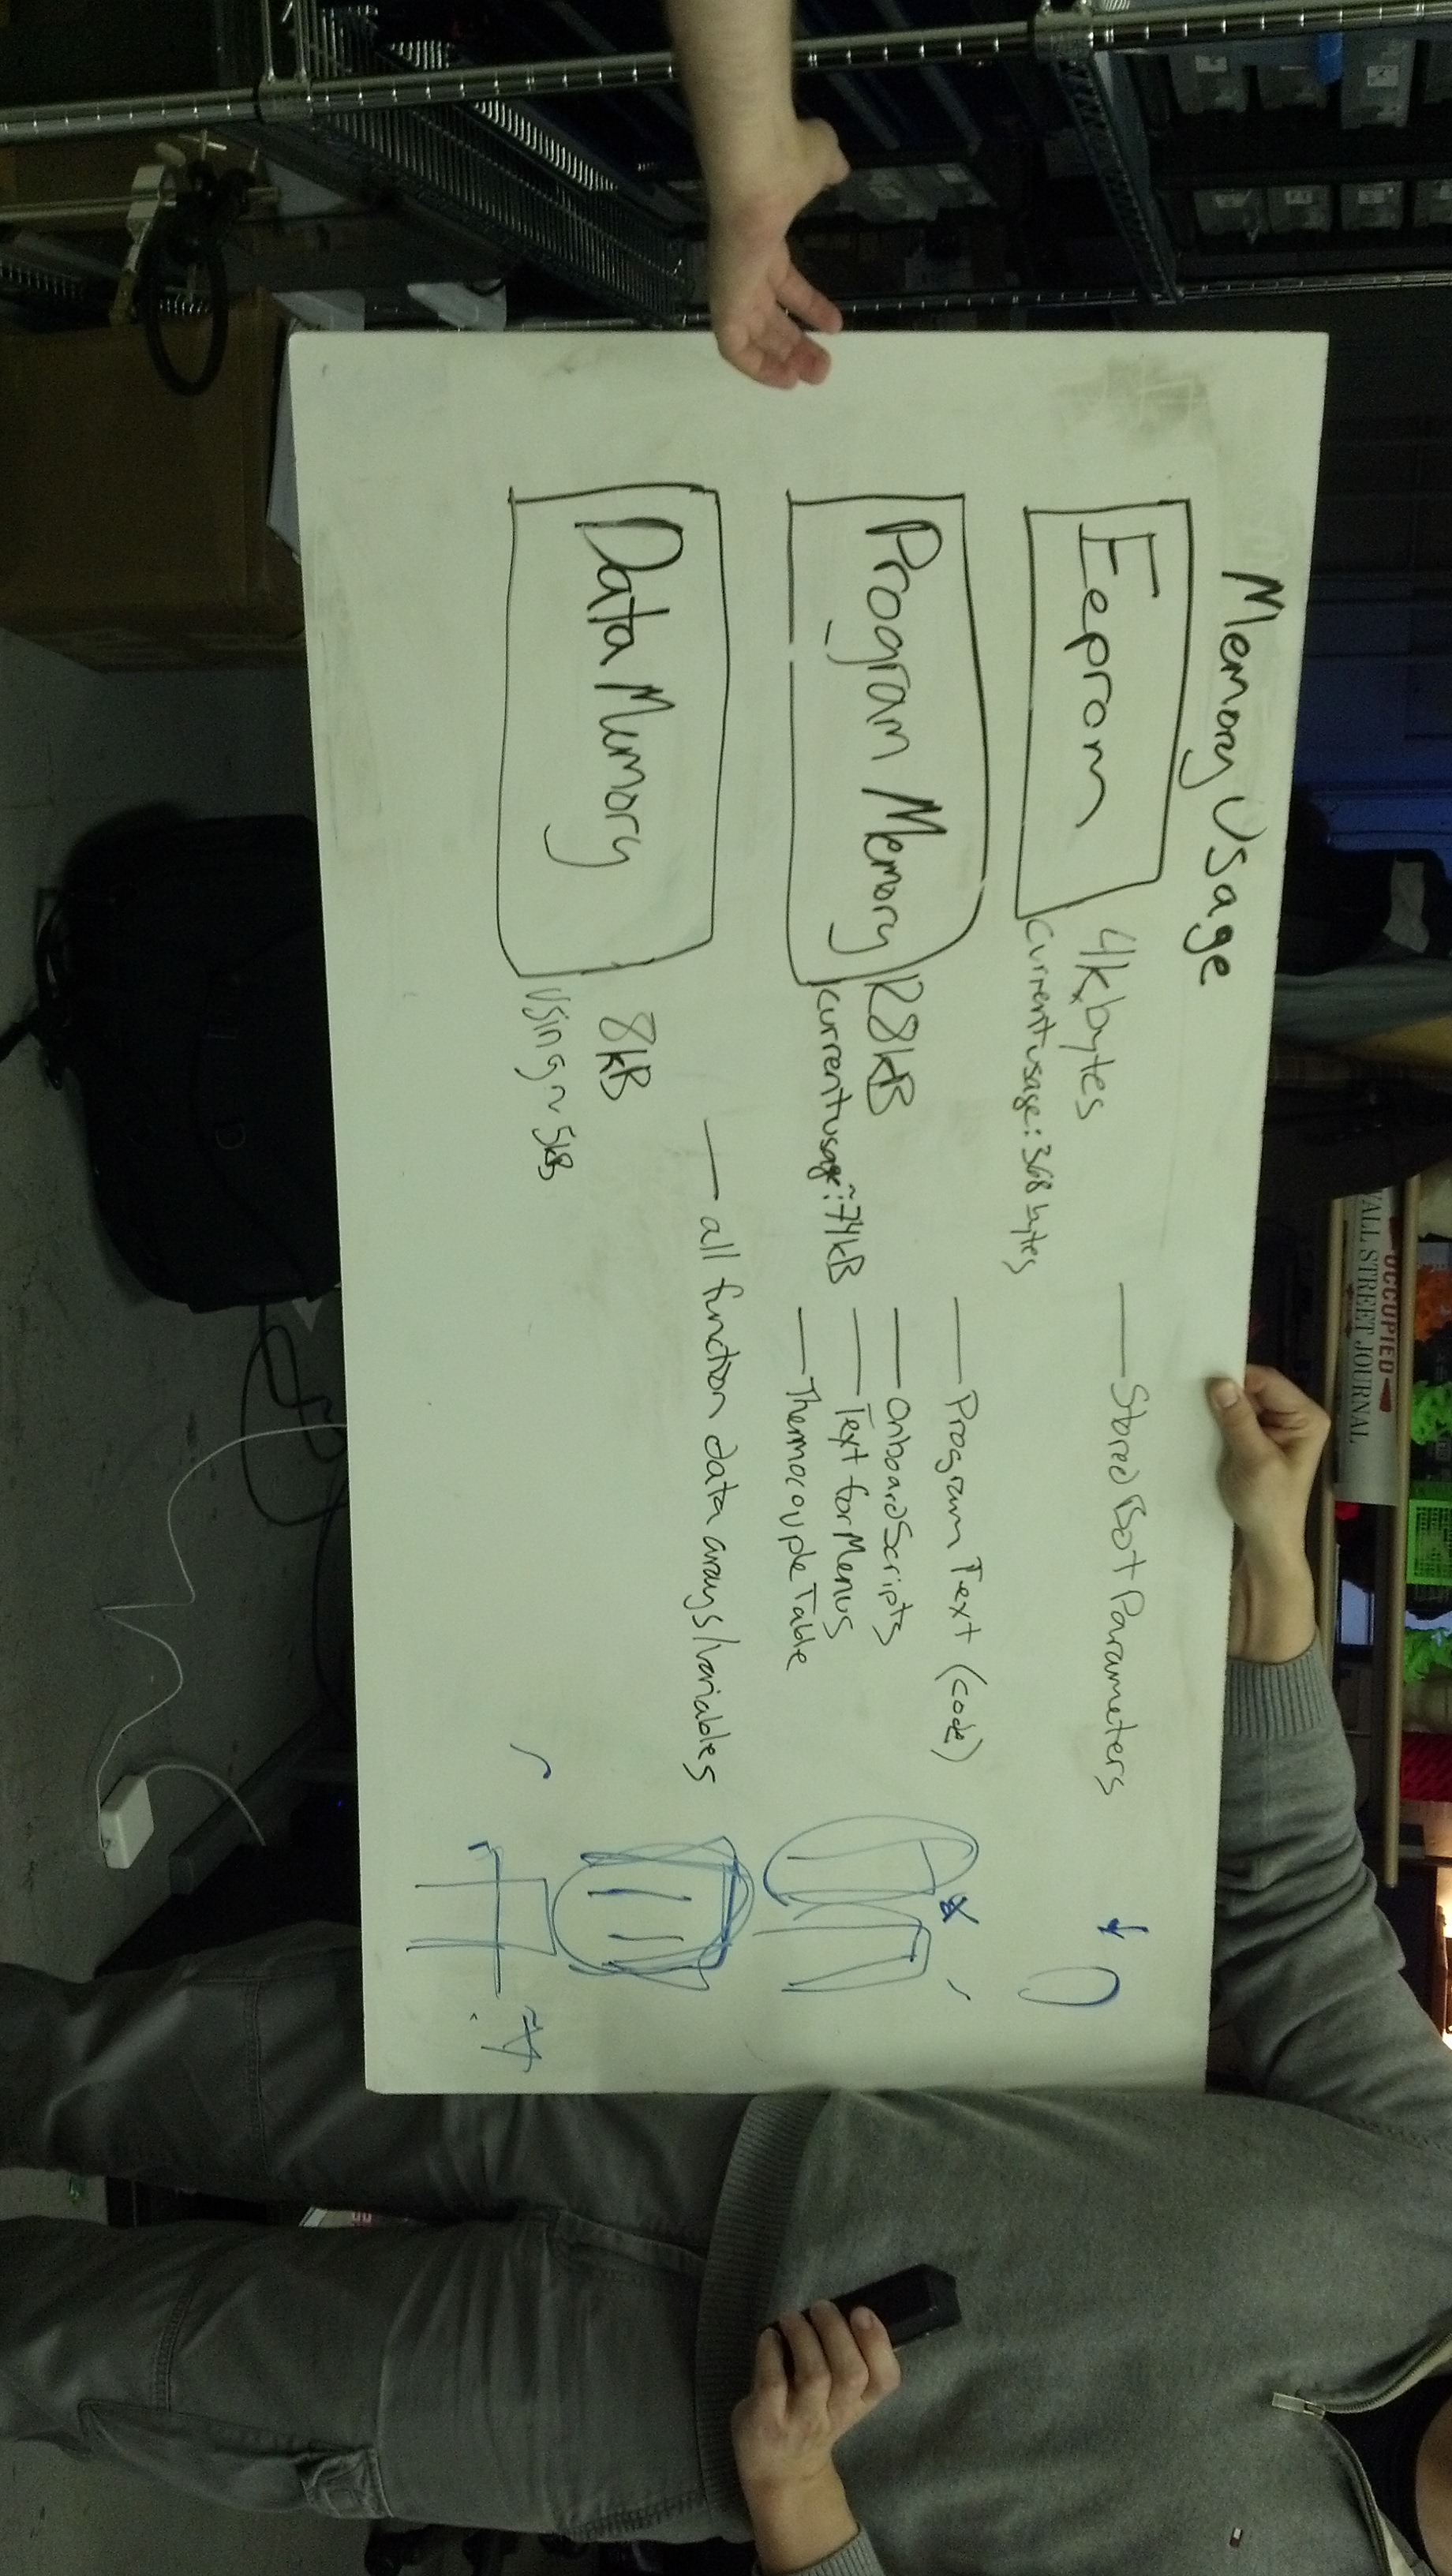 Memory Usage
Eeprom
4k bytes
Current usage: 368 bytes
— Stored Bot Parameters
Program Memory
128kB
Current usage: ~74kB
— Program Text (code)
— Onboard Scripts
— Text for Menus
— Thermocouple Table
Data Memory
8kB
Using ~ 5kB
— all function data arrays/variables
OCCUPIED
WALL STREET JOURNAL